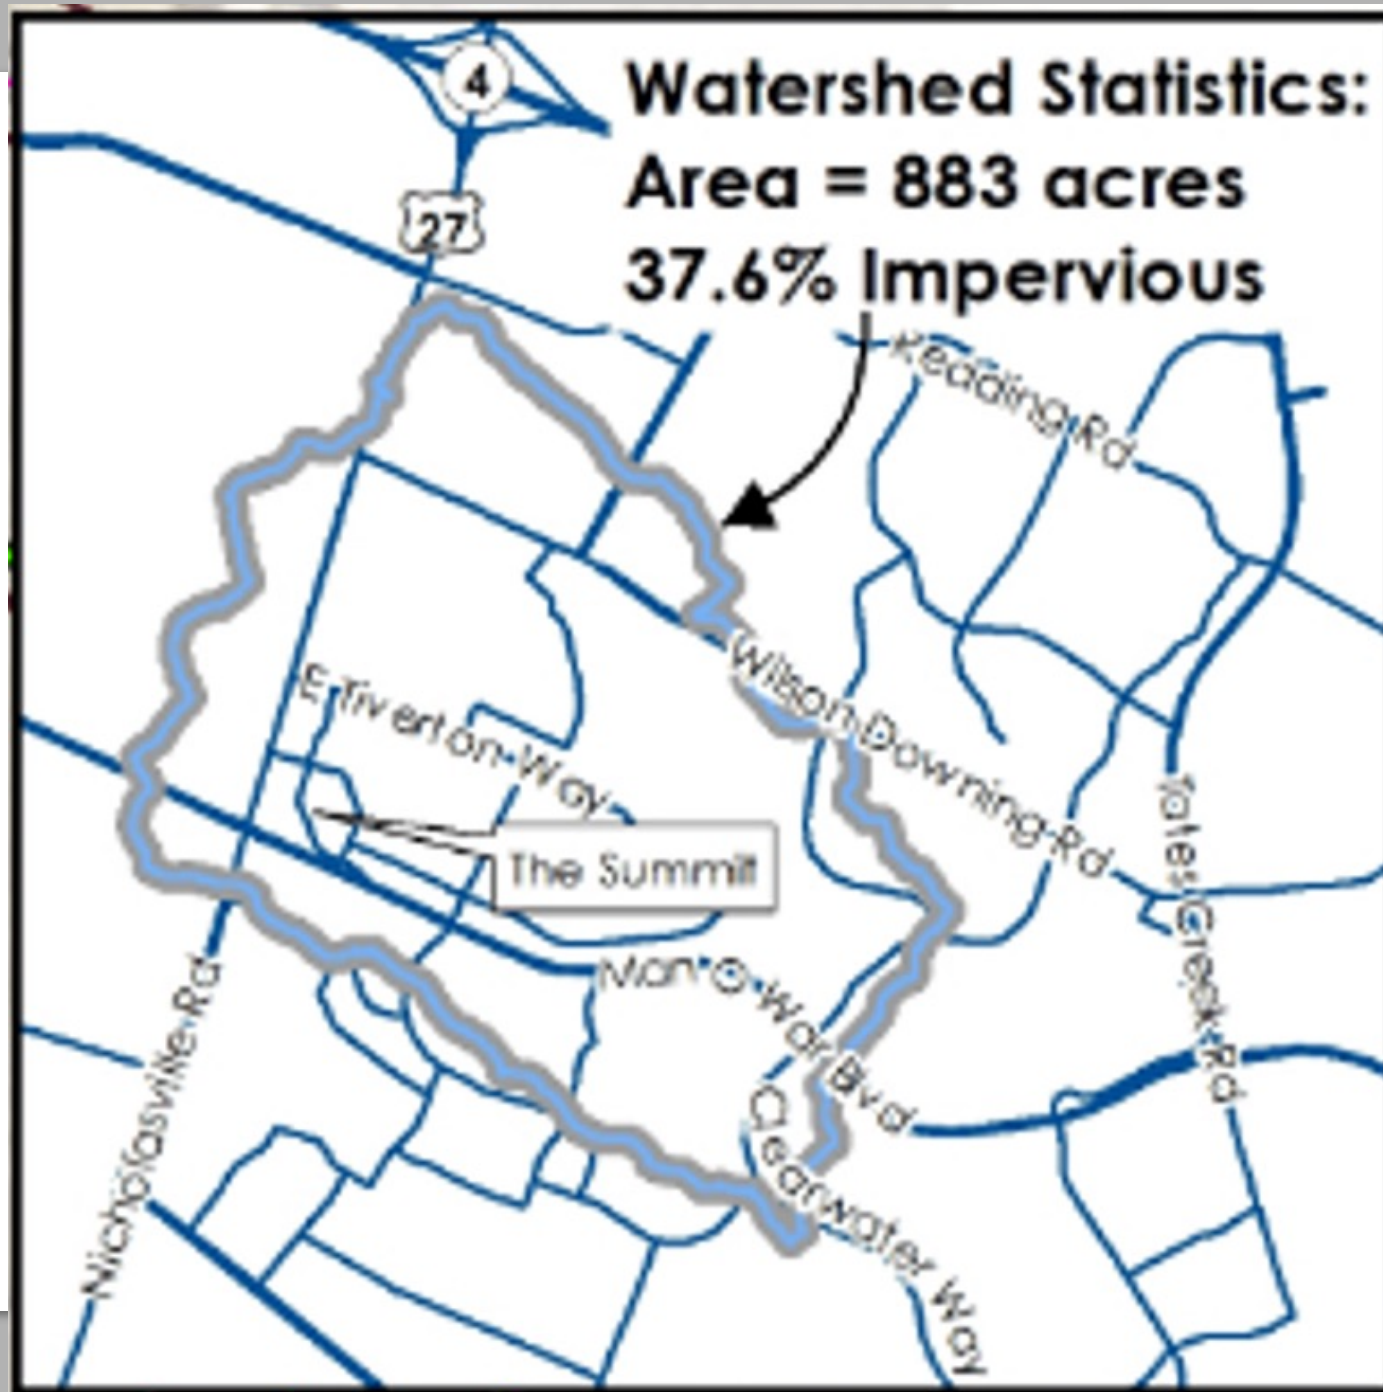 4
Watershed Statistics:
Area = 883 acres
27
37.6% Impervious
Reading Rd
Wilson Downing Rd
E Tiverton Way
The Summit
Tates Creek Rd
Man O War Blvd
Nicholasville Rd
Clearwater Way